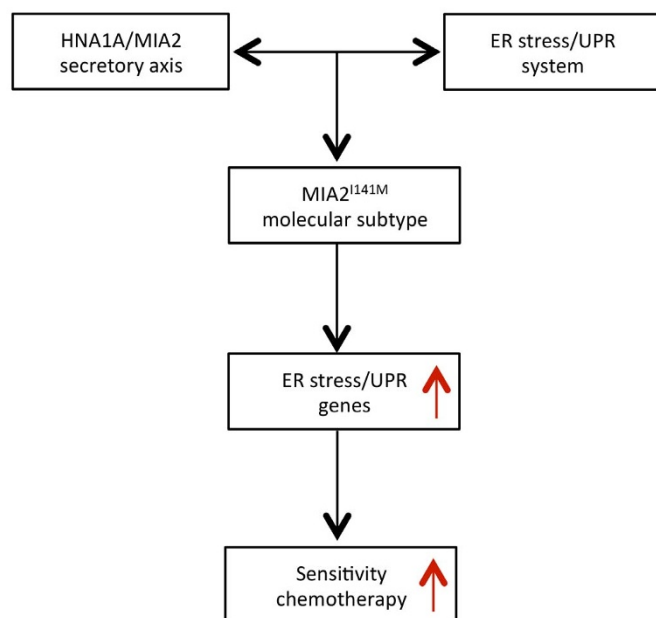 HNA1A/MIA2
secretory axis
ER stress/UPR
system
MIA2I141M
molecular subtype
ER stress/UPR
genes
Sensitivity
chemotherapy